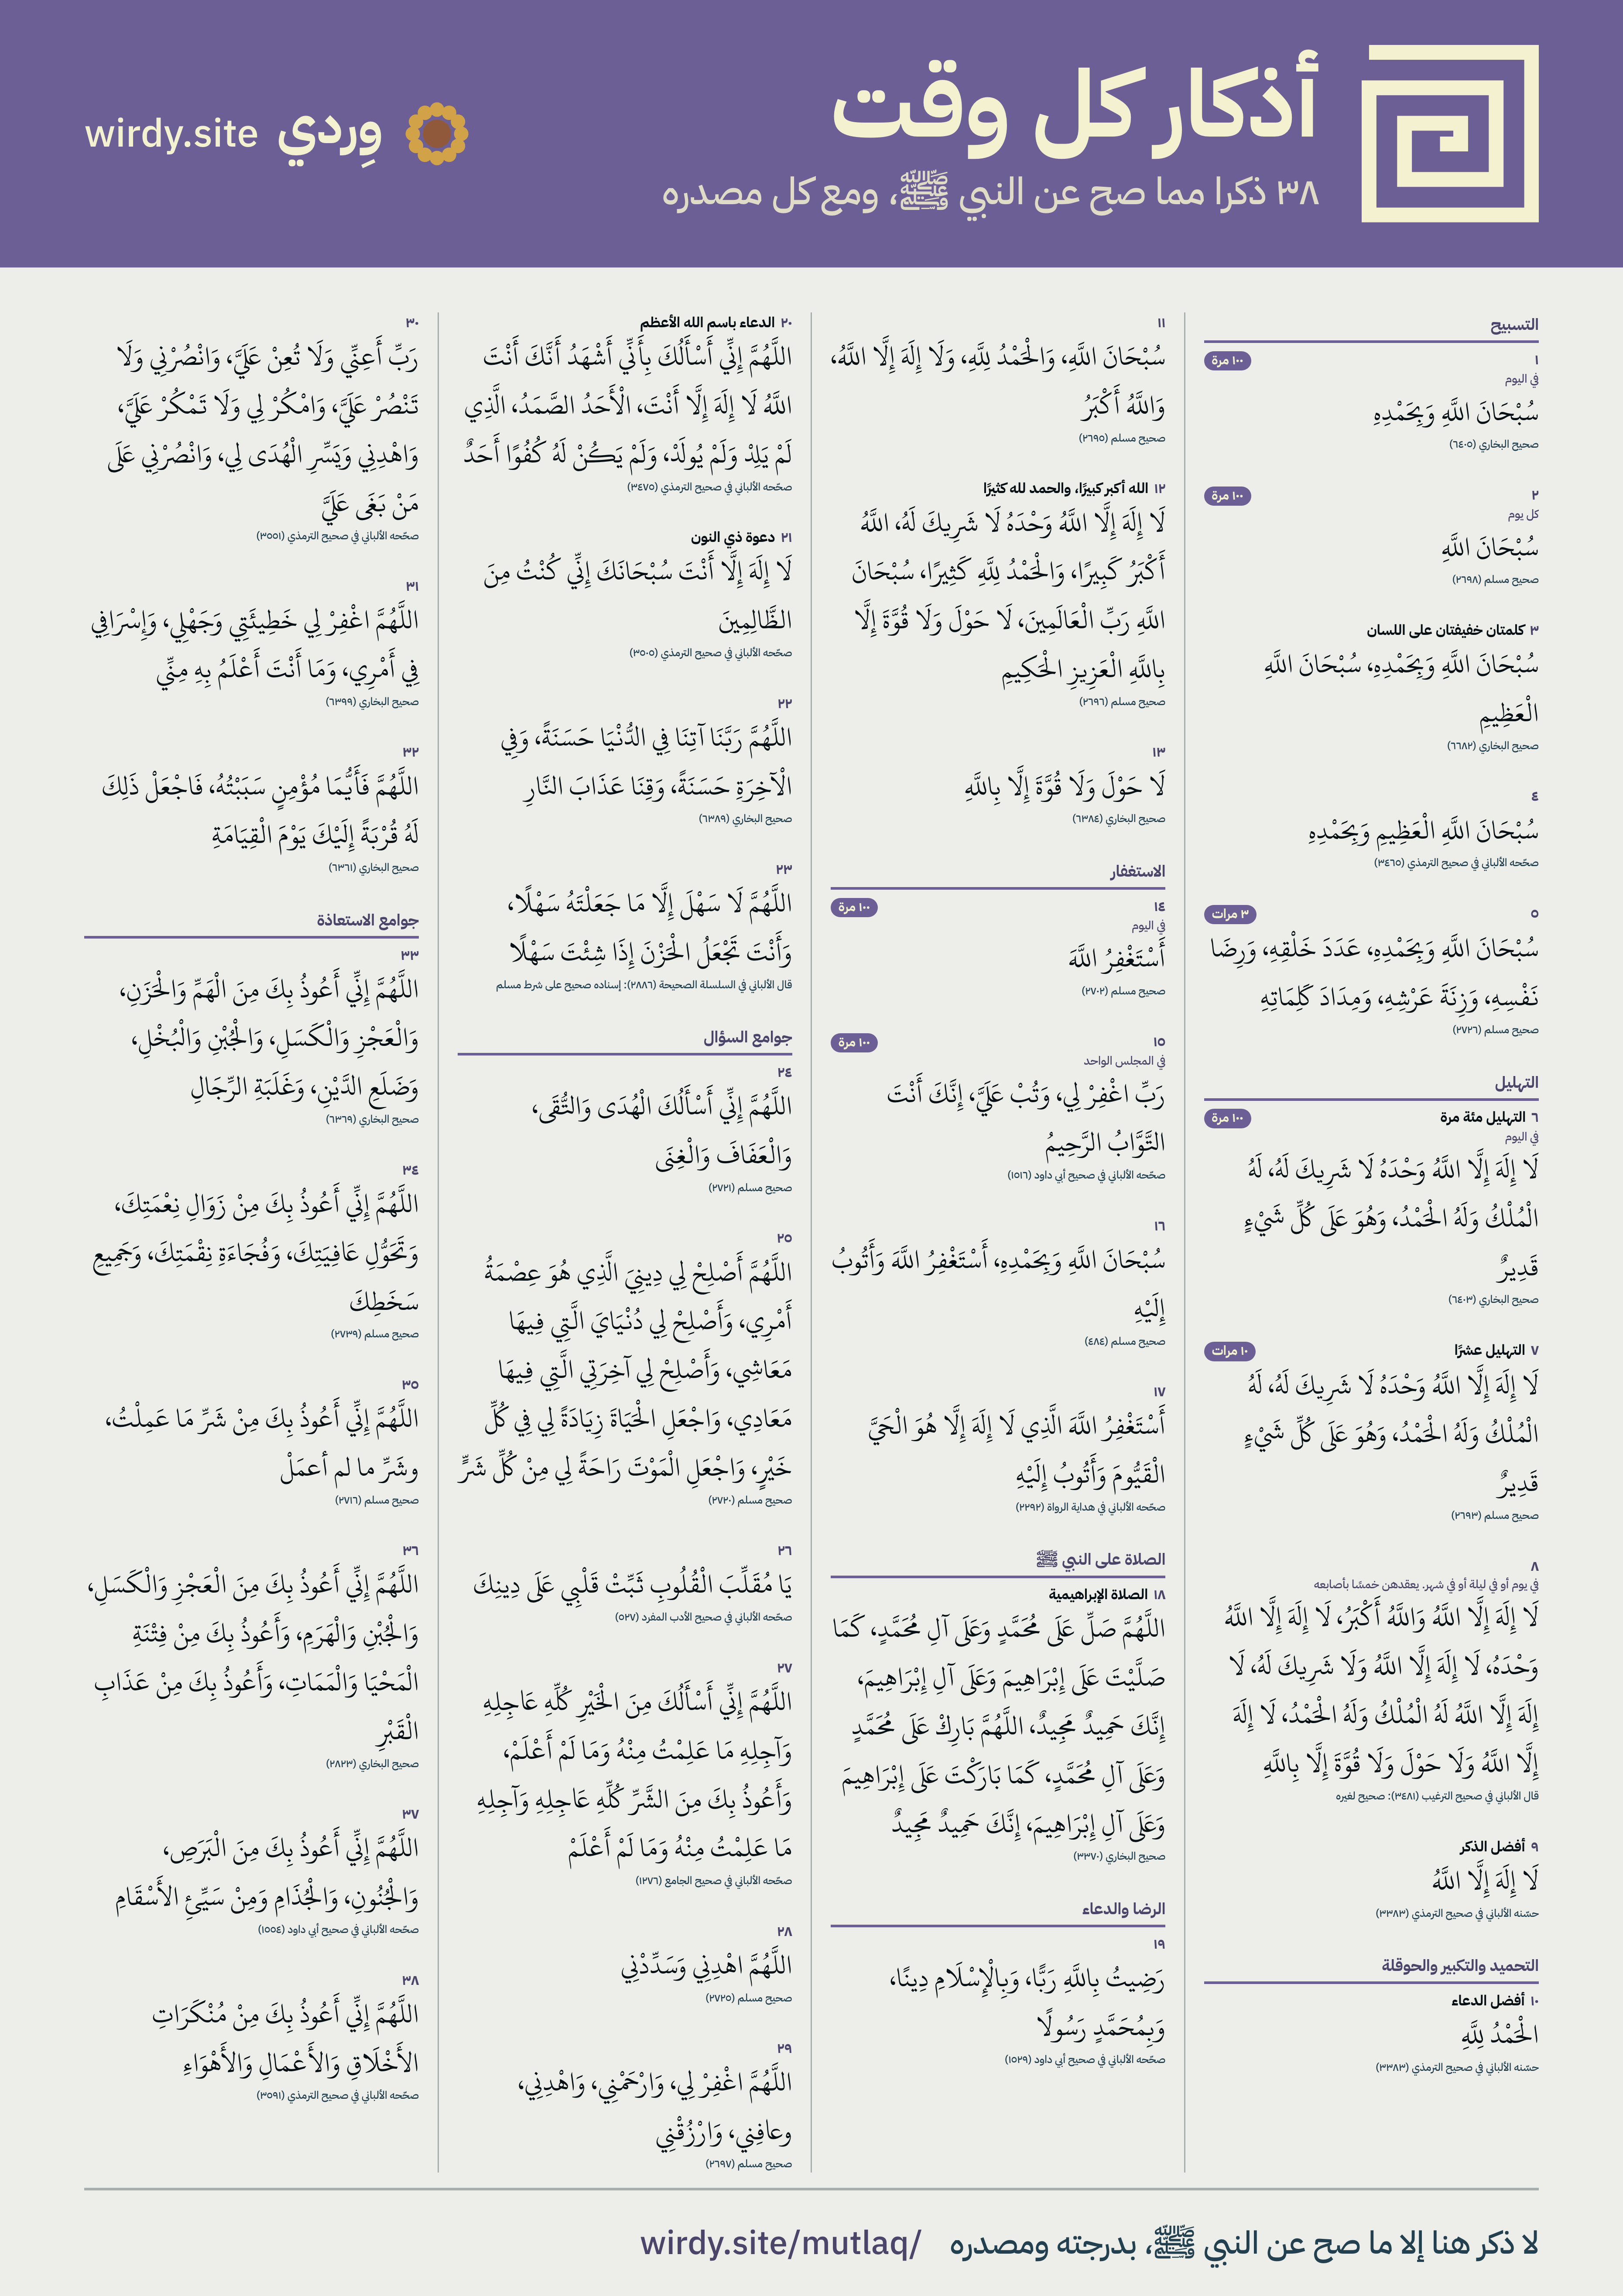 أذكار كل وقت
٣٨ ذكرا مما صح عن النبي ﷺ، ومع كل مصدره
وِردي wirdy.site
التسبيح
١ ١٠٠ مرة
في اليوم
سُبْحَانَ اللَّهِ وَبِحَمْدِهِ
صحيح البخاري (٦٤٠٥)
٢ ١٠٠ مرة
كل يوم
سُبْحَانَ اللَّهِ
صحيح مسلم (٢٦٩٨)
٣ كلمتان خفيفتان على اللسان
سُبْحَانَ اللَّهِ وَبِحَمْدِهِ، سُبْحَانَ اللَّهِ
الْعَظِيمِ
صحيح البخاري (٦٦٨٢)
٤
سُبْحَانَ اللَّهِ الْعَظِيمِ وَبِحَمْدِهِ
صححه الألباني في صحيح الترمذي (٣٤٦٥)
٥ ٣ مرات
سُبْحَانَ اللَّهِ وَبِحَمْدِهِ، عَدَدَ خَلْقِهِ، وَرِضَا
نَفْسِهِ، وَزِنَةَ عَرْشِهِ، وَمِدَادَ كَلِمَاتِهِ
صحيح مسلم (٢٧٢٦)
التهليل
٦ التهليل مئة مرة ١٠٠ مرة
في اليوم
لَا إِلَهَ إِلَّا اللَّهُ وَحْدَهُ لَا شَرِيكَ لَهُ، لَهُ
الْمُلْكُ وَلَهُ الْحَمْدُ، وَهُوَ عَلَى كُلِّ شَيْءٍ
قَدِيرٌ
صحيح البخاري (٦٤٠٣)
٧ التهليل عشرًا ١٠ مرات
لَا إِلَهَ إِلَّا اللَّهُ وَحْدَهُ لَا شَرِيكَ لَهُ، لَهُ
الْمُلْكُ وَلَهُ الْحَمْدُ، وَهُوَ عَلَى كُلِّ شَيْءٍ
قَدِيرٌ
صحيح مسلم (٢٦٩٣)
٨
في يوم أو في ليلة أو في شهر. يعقدهن خمسًا بأصابعه
لَا إِلَهَ إِلَّا اللَّهُ وَاللَّهُ أَكْبَرُ، لَا إِلَهَ إِلَّا اللَّهُ
وَحْدَهُ، لَا إِلَهَ إِلَّا اللَّهُ وَلَا شَرِيكَ لَهُ، لَا
إِلَهَ إِلَّا اللَّهُ لَهُ الْمُلْكُ وَلَهُ الْحَمْدُ، لَا إِلَهَ
إِلَّا اللَّهُ وَلَا حَوْلَ وَلَا قُوَّةَ إِلَّا بِاللَّهِ
قال الألباني في صحيح الترغيب (٣٤٨١): صحيح لغيره
٩ أفضل الذكر
لَا إِلَهَ إِلَّا اللَّهُ
حسّنه الألباني في صحيح الترمذي (٣٣٨٣)
التحميد والتكبير والحوقلة
١٠ أفضل الدعاء
الْحَمْدُ لِلَّهِ
حسّنه الألباني في صحيح الترمذي (٣٣٨٣)
١١
سُبْحَانَ اللَّهِ، وَالْحَمْدُ لِلَّهِ، وَلَا إِلَهَ إِلَّا اللَّهُ،
وَاللَّهُ أَكْبَرُ
صحيح مسلم (٢٦٩٥)
١٢ الله أكبر كبيرًا، والحمد لله كثيرًا
لَا إِلَهَ إِلَّا اللَّهُ وَحْدَهُ لَا شَرِيكَ لَهُ، اللَّهُ
أَكْبَرُ كَبِيرًا، وَالْحَمْدُ لِلَّهِ كَثِيرًا، سُبْحَانَ
اللَّهِ رَبِّ الْعَالَمِينَ، لَا حَوْلَ وَلَا قُوَّةَ إِلَّا
بِاللَّهِ الْعَزِيزِ الْحَكِيمِ
صحيح مسلم (٢٦٩٦)
١٣
لَا حَوْلَ وَلَا قُوَّةَ إِلَّا بِاللَّهِ
صحيح البخاري (٦٣٨٤)
الاستغفار
١٤ ١٠٠ مرة
في اليوم
أَسْتَغْفِرُ اللَّهَ
صحيح مسلم (٢٧٠٢)
١٥ ١٠٠ مرة
في المجلس الواحد
رَبِّ اغْفِرْ لِي، وَتُبْ عَلَيَّ، إِنَّكَ أَنْتَ
التَّوَّابُ الرَّحِيمُ
صححه الألباني في صحيح أبي داود (١٥١٦)
١٦
سُبْحَانَ اللَّهِ وَبِحَمْدِهِ، أَسْتَغْفِرُ اللَّهَ وَأَتُوبُ
إِلَيْهِ
صحيح مسلم (٤٨٤)
١٧
أَسْتَغْفِرُ اللَّهَ الَّذِي لَا إِلَهَ إِلَّا هُوَ الْحَيَّ
الْقَيُّومَ وَأَتُوبُ إِلَيْهِ
صححه الألباني في هداية الرواة (٢٢٩٢)
الصلاة على النبي ﷺ
١٨ الصلاة الإبراهيمية
اللَّهُمَّ صَلِّ عَلَى مُحَمَّدٍ وَعَلَى آلِ مُحَمَّدٍ، كَمَا
صَلَّيْتَ عَلَى إِبْرَاهِيمَ وَعَلَى آلِ إِبْرَاهِيمَ،
إِنَّكَ حَمِيدٌ مَجِيدٌ، اللَّهُمَّ بَارِكْ عَلَى مُحَمَّدٍ
وَعَلَى آلِ مُحَمَّدٍ، كَمَا بَارَكْتَ عَلَى إِبْرَاهِيمَ
وَعَلَى آلِ إِبْرَاهِيمَ، إِنَّكَ حَمِيدٌ مَجِيدٌ
صحيح البخاري (٣٣٧٠)
الرضا والدعاء
١٩
رَضِيتُ بِاللَّهِ رَبًّا، وَبِالْإِسْلَامِ دِينًا،
وَبِمُحَمَّدٍ رَسُولًا
صححه الألباني في صحيح أبي داود (١٥٢٩)
٢٠ الدعاء باسم الله الأعظم
اللَّهُمَّ إِنِّي أَسْأَلُكَ بِأَنِّي أَشْهَدُ أَنَّكَ أَنْتَ
اللَّهُ لَا إِلَهَ إِلَّا أَنْتَ، الْأَحَدُ الصَّمَدُ، الَّذِي
لَمْ يَلِدْ وَلَمْ يُولَدْ، وَلَمْ يَكُنْ لَهُ كُفُوًا أَحَدٌ
صححه الألباني في صحيح الترمذي (٣٤٧٥)
٢١ دعوة ذي النون
لَا إِلَهَ إِلَّا أَنْتَ سُبْحَانَكَ إِنِّي كُنْتُ مِنَ
الظَّالِمِينَ
صححه الألباني في صحيح الترمذي (٣٥٠٥)
٢٢
اللَّهُمَّ رَبَّنَا آتِنَا فِي الدُّنْيَا حَسَنَةً، وَفِي
الْآخِرَةِ حَسَنَةً، وَقِنَا عَذَابَ النَّارِ
صحيح البخاري (٦٣٨٩)
٢٣
اللَّهُمَّ لَا سَهْلَ إِلَّا مَا جَعَلْتَهُ سَهْلًا،
وَأَنْتَ تَجْعَلُ الْحَزْنَ إِذَا شِئْتَ سَهْلًا
قال الألباني في السلسلة الصحيحة (٢٨٨٦): إسناده صحيح على شرط مسلم
جوامع السؤال
٢٤
اللَّهُمَّ إِنِّي أَسْأَلُكَ الْهُدَى وَالتُّقَى،
وَالْعَفَافَ وَالْغِنَى
صحيح مسلم (٢٧٢١)
٢٥
اللَّهُمَّ أَصْلِحْ لِي دِينِيَ الَّذِي هُوَ عِصْمَةُ
أَمْرِي، وَأَصْلِحْ لِي دُنْيَايَ الَّتِي فِيهَا
مَعَاشِي، وَأَصْلِحْ لِي آخِرَتِي الَّتِي فِيهَا
مَعَادِي، وَاجْعَلِ الْحَيَاةَ زِيَادَةً لِي فِي كُلِّ
خَيْرٍ، وَاجْعَلِ الْمَوْتَ رَاحَةً لِي مِنْ كُلِّ شَرٍّ
صحيح مسلم (٢٧٢٠)
٢٦
يَا مُقَلِّبَ الْقُلُوبِ ثَبِّتْ قَلْبِي عَلَى دِينِكَ
صححه الألباني في صحيح الأدب المفرد (٥٢٧)
٢٧
اللَّهُمَّ إِنِّي أَسْأَلُكَ مِنَ الْخَيْرِ كُلِّهِ عَاجِلِهِ
وَآجِلِهِ مَا عَلِمْتُ مِنْهُ وَمَا لَمْ أَعْلَمْ،
وَأَعُوذُ بِكَ مِنَ الشَّرِّ كُلِّهِ عَاجِلِهِ وَآجِلِهِ
مَا عَلِمْتُ مِنْهُ وَمَا لَمْ أَعْلَمْ
صححه الألباني في صحيح الجامع (١٢٧٦)
٢٨
اللَّهُمَّ اهْدِنِي وَسَدِّدْنِي
صحيح مسلم (٢٧٢٥)
٢٩
اللَّهُمَّ اغْفِرْ لِي، وَارْحَمْنِي، وَاهْدِنِي،
وعافِنِي، وَارْزُقْنِي
صحيح مسلم (٢٦٩٧)
٣٠
رَبِّ أَعِنِّي وَلَا تُعِنْ عَلَيَّ، وَانْصُرْنِي وَلَا
تَنْصُرْ عَلَيَّ، وَامْكُرْ لِي وَلَا تَمْكُرْ عَلَيَّ،
وَاهْدِنِي وَيَسِّرِ الْهُدَى لِي، وَانْصُرْنِي عَلَى
مَنْ بَغَى عَلَيَّ
صححه الألباني في صحيح الترمذي (٣٥٥١)
٣١
اللَّهُمَّ اغْفِرْ لِي خَطِيئَتِي وَجَهْلِي، وَإِسْرَافِي
فِي أَمْرِي، وَمَا أَنْتَ أَعْلَمُ بِهِ مِنِّي
صحيح البخاري (٦٣٩٩)
٣٢
اللَّهُمَّ فَأَيُّمَا مُؤْمِنٍ سَبَبْتُهُ، فَاجْعَلْ ذَلِكَ
لَهُ قُرْبَةً إِلَيْكَ يَوْمَ الْقِيَامَةِ
صحيح البخاري (٦٣٦١)
جوامع الاستعاذة
٣٣
اللَّهُمَّ إِنِّي أَعُوذُ بِكَ مِنَ الْهَمِّ وَالْحَزَنِ،
وَالْعَجْزِ وَالْكَسَلِ، وَالْجُبْنِ وَالْبُخْلِ،
وَضَلَعِ الدَّيْنِ، وَغَلَبَةِ الرِّجَالِ
صحيح البخاري (٦٣٦٩)
٣٤
اللَّهُمَّ إِنِّي أَعُوذُ بِكَ مِنْ زَوَالِ نِعْمَتِكَ،
وَتَحَوُّلِ عَافِيَتِكَ، وَفُجَاءَةِ نِقْمَتِكَ، وَجَمِيعِ
سَخَطِكَ
صحيح مسلم (٢٧٣٩)
٣٥
اللَّهُمَّ إِنِّي أَعُوذُ بِكَ مِنْ شَرِّ مَا عَمِلْتُ،
وشَرِّ ما لم أعمَلْ
صحيح مسلم (٢٧١٦)
٣٦
اللَّهُمَّ إِنِّي أَعُوذُ بِكَ مِنَ الْعَجْزِ وَالْكَسَلِ،
وَالْجُبْنِ وَالْهَرَمِ، وَأَعُوذُ بِكَ مِنْ فِتْنَةِ
الْمَحْيَا وَالْمَمَاتِ، وَأَعُوذُ بِكَ مِنْ عَذَابِ
الْقَبْرِ
صحيح البخاري (٢٨٢٣)
٣٧
اللَّهُمَّ إِنِّي أَعُوذُ بِكَ مِنَ الْبَرَصِ،
وَالْجُنُونِ، وَالْجُذَامِ وَمِنْ سَيِّئِ الأَسْقَامِ
صححه الألباني في صحيح أبي داود (١٥٥٤)
٣٨
اللَّهُمَّ إِنِّي أَعُوذُ بِكَ مِنْ مُنْكَرَاتِ
الأَخْلَاقِ وَالأَعْمَالِ وَالأَهْوَاءِ
صححه الألباني في صحيح الترمذي (٣٥٩١)
لا ذكر هنا إلا ما صح عن النبي ﷺ، بدرجته ومصدره wirdy.site/mutlaq/